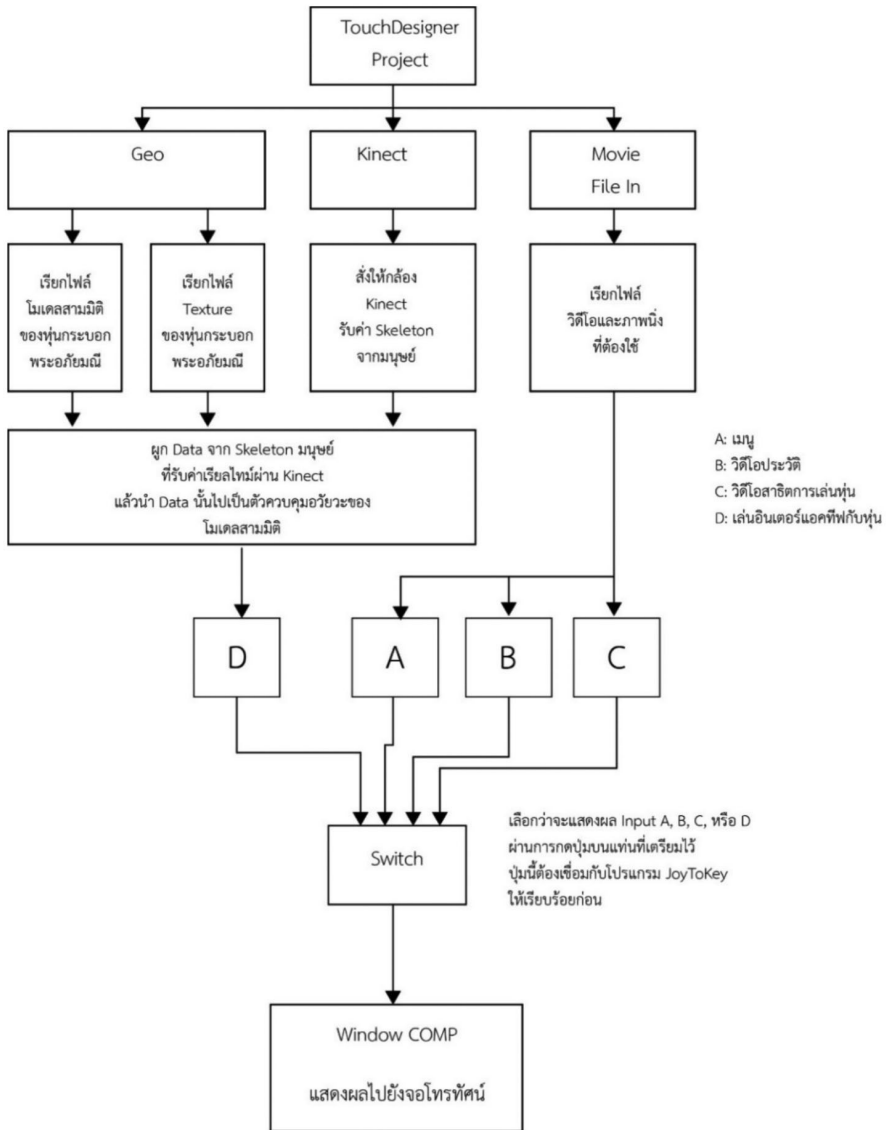 TouchDesigner
Project
Geo
Kinect
Movie
File In
เรียกไฟล์
โมเดลสามมิติ
ของหุ่นกระบอก
พระอภัยมณี
เรียกไฟล์
Texture
ของหุ่นกระบอก
พระอภัยมณี
สั่งให้กล้อง
Kinect
รับค่า Skeleton
จากมนุษย์
เรียกไฟล์
วิดีโอและภาพนิ่ง
ที่ต้องใช้
ผูก Data จาก Skeleton มนุษย์
ที่รับค่าเรียลไทม์ผ่าน Kinect
แล้วนำ Data นั้นไปเป็นตัวควบคุมอวัยวะของ
โมเดลสามมิติ
A: เมนู
B: วิดีโอประวัติ
C: วิดีโอสาธิตการเล่นหุ่น
D: เล่นอินเตอร์แอคทีฟกับหุ่น
D
A
B
C
Switch
เลือกว่าจะแสดงผล Input A, B, C, หรือ D
ผ่านการกดปุ่มบนแท่นที่เตรียมไว้
ปุ่มนี้ต้องเชื่อมกับโปรแกรม JoyToKey
ให้เรียบร้อยก่อน
Window COMP
แสดงผลไปยังจอโทรทัศน์